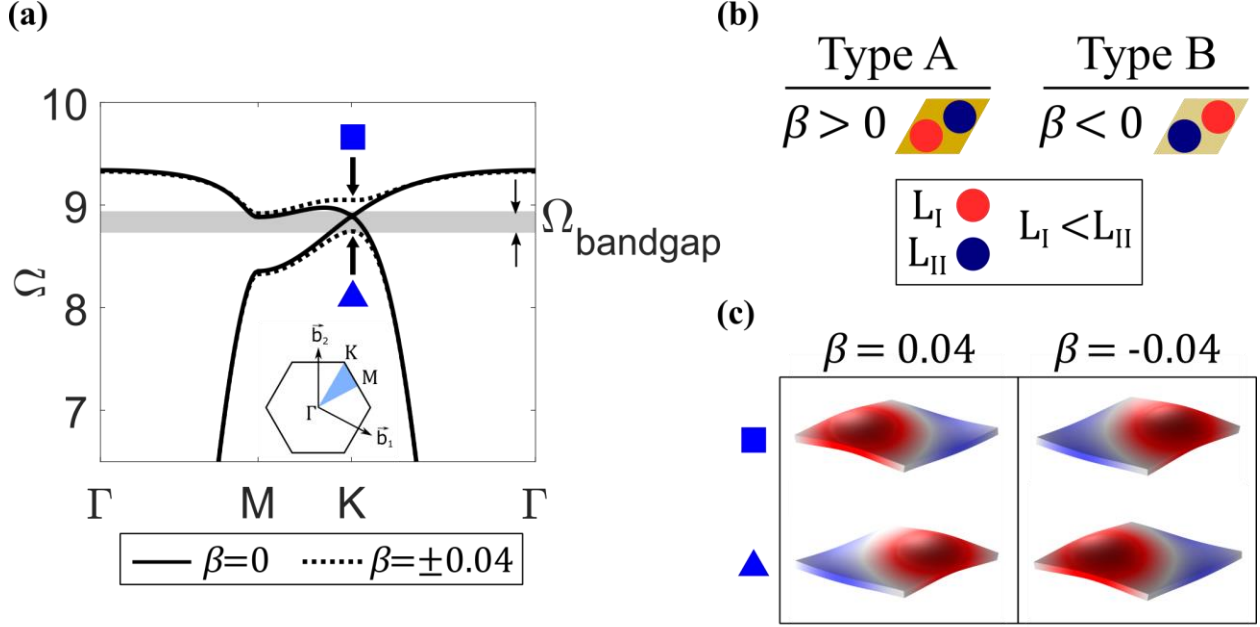 (a)
10
9
8
7
Ω
Ω bandgap
b⃗₂
K
M
Γ
b⃗₁
Γ M K Γ
β=0 β=±0.04
(b)
Type A Type B
β > 0 β < 0
L_I
L_II
L_I < L_II
(c)
β = 0.04 β = -0.04